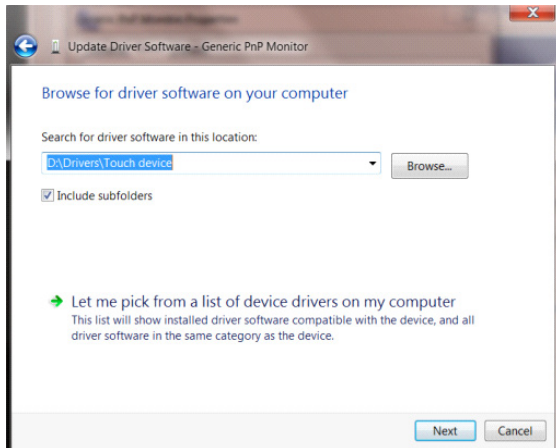 Update Driver Software - Generic PnP Monitor
Browse for driver software on your computer
Search for driver software in this location:
D:\Drivers\Touch device
Browse...
Include subfolders
Let me pick from a list of device drivers on my computer
This list will show installed driver software compatible with the device, and all
driver software in the same category as the device.
Next
Cancel